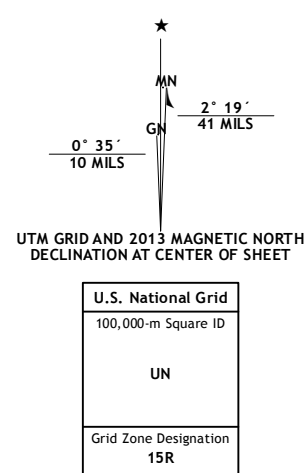 ★
MN
2° 19´
41 MILS
GN
0° 35´
10 MILS
UTM GRID AND 2013 MAGNETIC NORTH
DECLINATION AT CENTER OF SHEET
U.S. National Grid
100,000-m Square ID
UN
Grid Zone Designation
15R